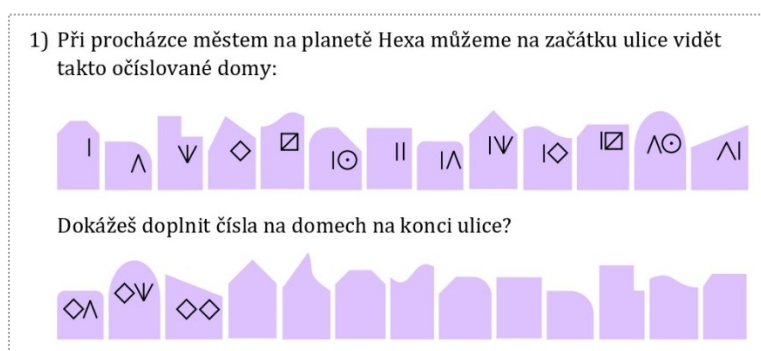 1) Při procházce městem na planetě Hexa můžeme na začátku ulice vidět
takto očíslované domy:
| Λ ⩛ ◇ ⧄ |⊙ || |Λ |⩛ |◇ |⧄ Λ⊙ Λ|
Dokážeš doplnit čísla na domech na konci ulice?
◇Λ ◇⩛ ◇◇